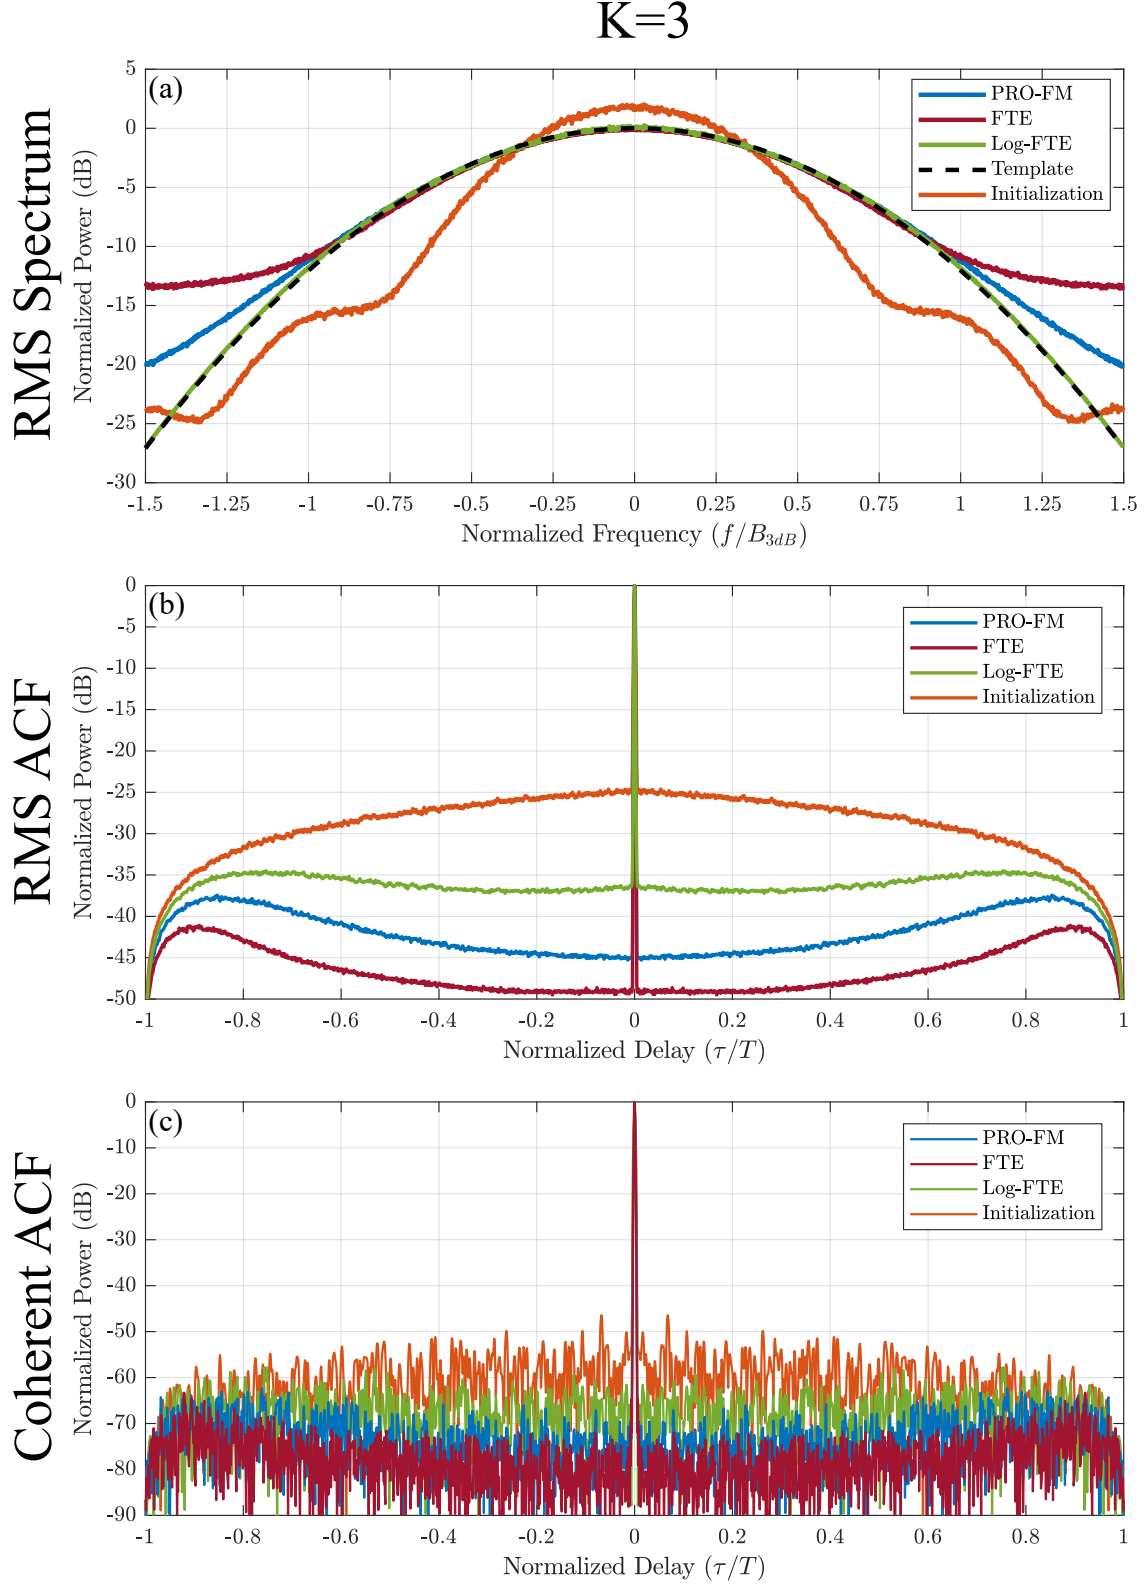 K=3
RMS Spectrum
Normalized Power (dB)
(a)
5
0
-5
-10
-15
-20
-25
-30
PRO-FM
FTE
Log-FTE
Template
Initialization
-1.5 -1.25 -1 -0.75 -0.5 -0.25 0 0.25 0.5 0.75 1 1.25 1.5
Normalized Frequency (f/B3dB)
RMS ACF
Normalized Power (dB)
(b)
0
-5
-10
-15
-20
-25
-30
-35
-40
-45
-50
PRO-FM
FTE
Log-FTE
Initialization
-1 -0.8 -0.6 -0.4 -0.2 0 0.2 0.4 0.6 0.8 1
Normalized Delay (τ/T)
Coherent ACF
Normalized Power (dB)
(c)
0
-10
-20
-30
-40
-50
-60
-70
-80
-90
PRO-FM
FTE
Log-FTE
Initialization
-1 -0.8 -0.6 -0.4 -0.2 0 0.2 0.4 0.6 0.8 1
Normalized Delay (τ/T)